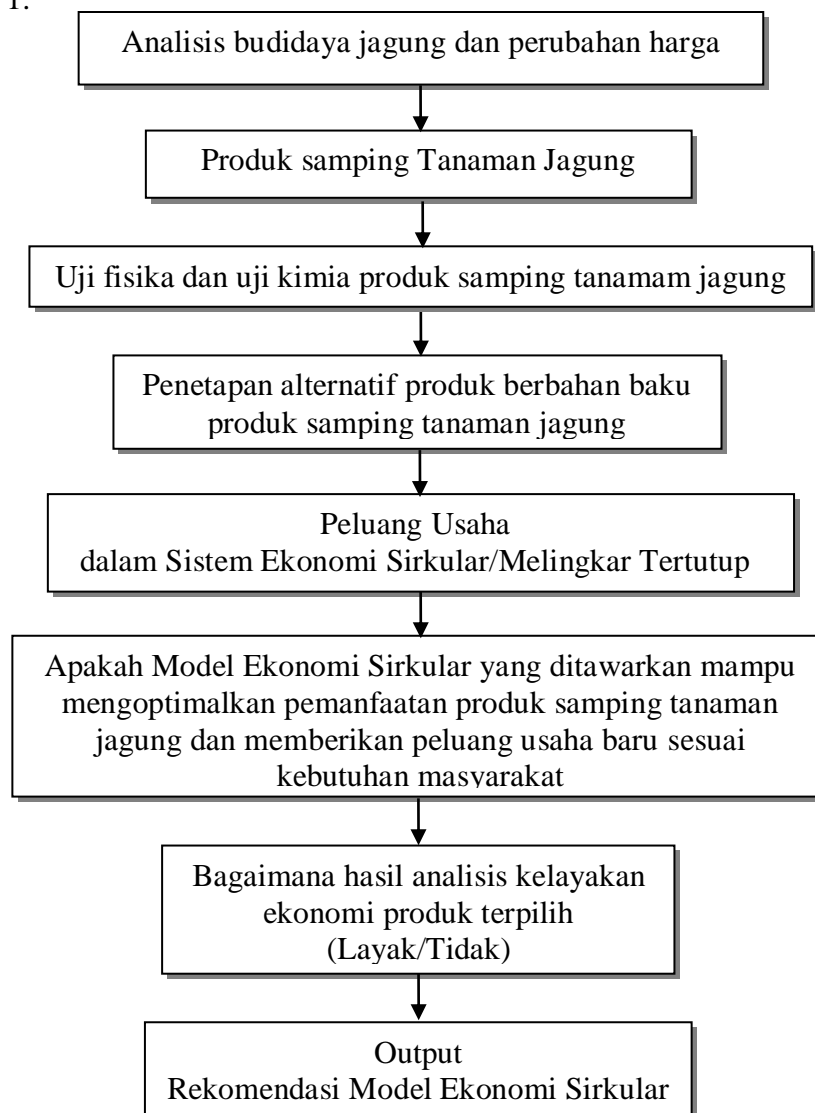 1.
Analisis budidaya jagung dan perubahan harga
Produk samping Tanaman Jagung
Uji fisika dan uji kimia produk samping tanamam jagung
Penetapan alternatif produk berbahan baku
produk samping tanaman jagung
Peluang Usaha
dalam Sistem Ekonomi Sirkular/Melingkar Tertutup
Apakah Model Ekonomi Sirkular yang ditawarkan mampu
mengoptimalkan pemanfaatan produk samping tanaman
jagung dan memberikan peluang usaha baru sesuai
kebutuhan masyarakat
Bagaimana hasil analisis kelayakan
ekonomi produk terpilih
(Layak/Tidak)
Output
Rekomendasi Model Ekonomi Sirkular